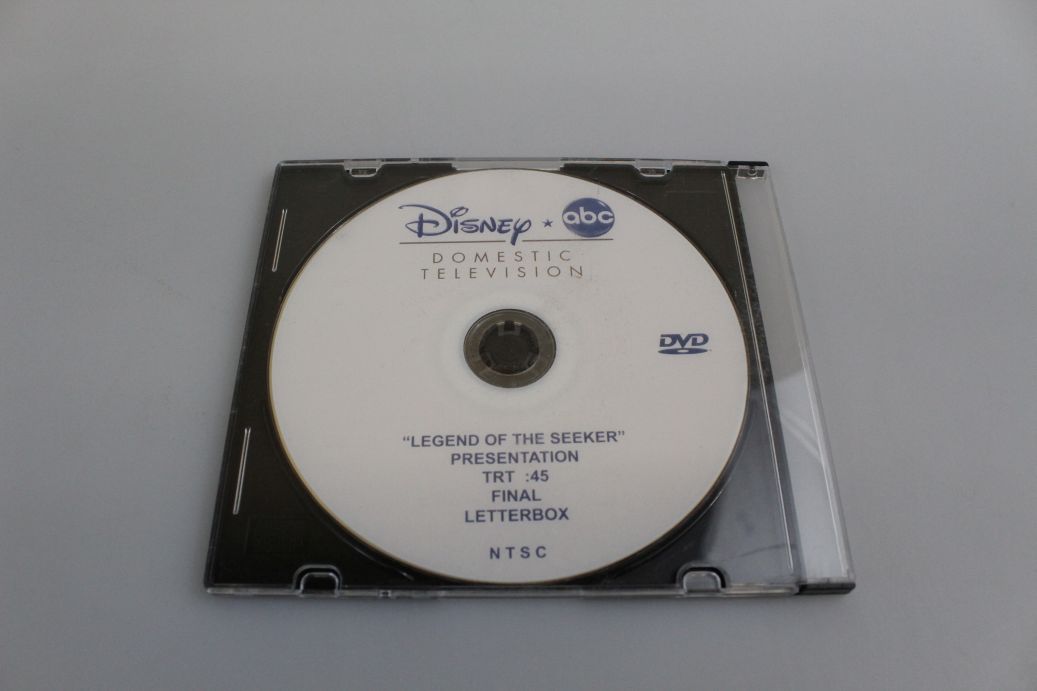 Disney ★ abc
DOMESTIC
TELEVISION
DVD
“LEGEND OF THE SEEKER”
PRESENTATION
TRT :45
FINAL
LETTERBOX
NTSC